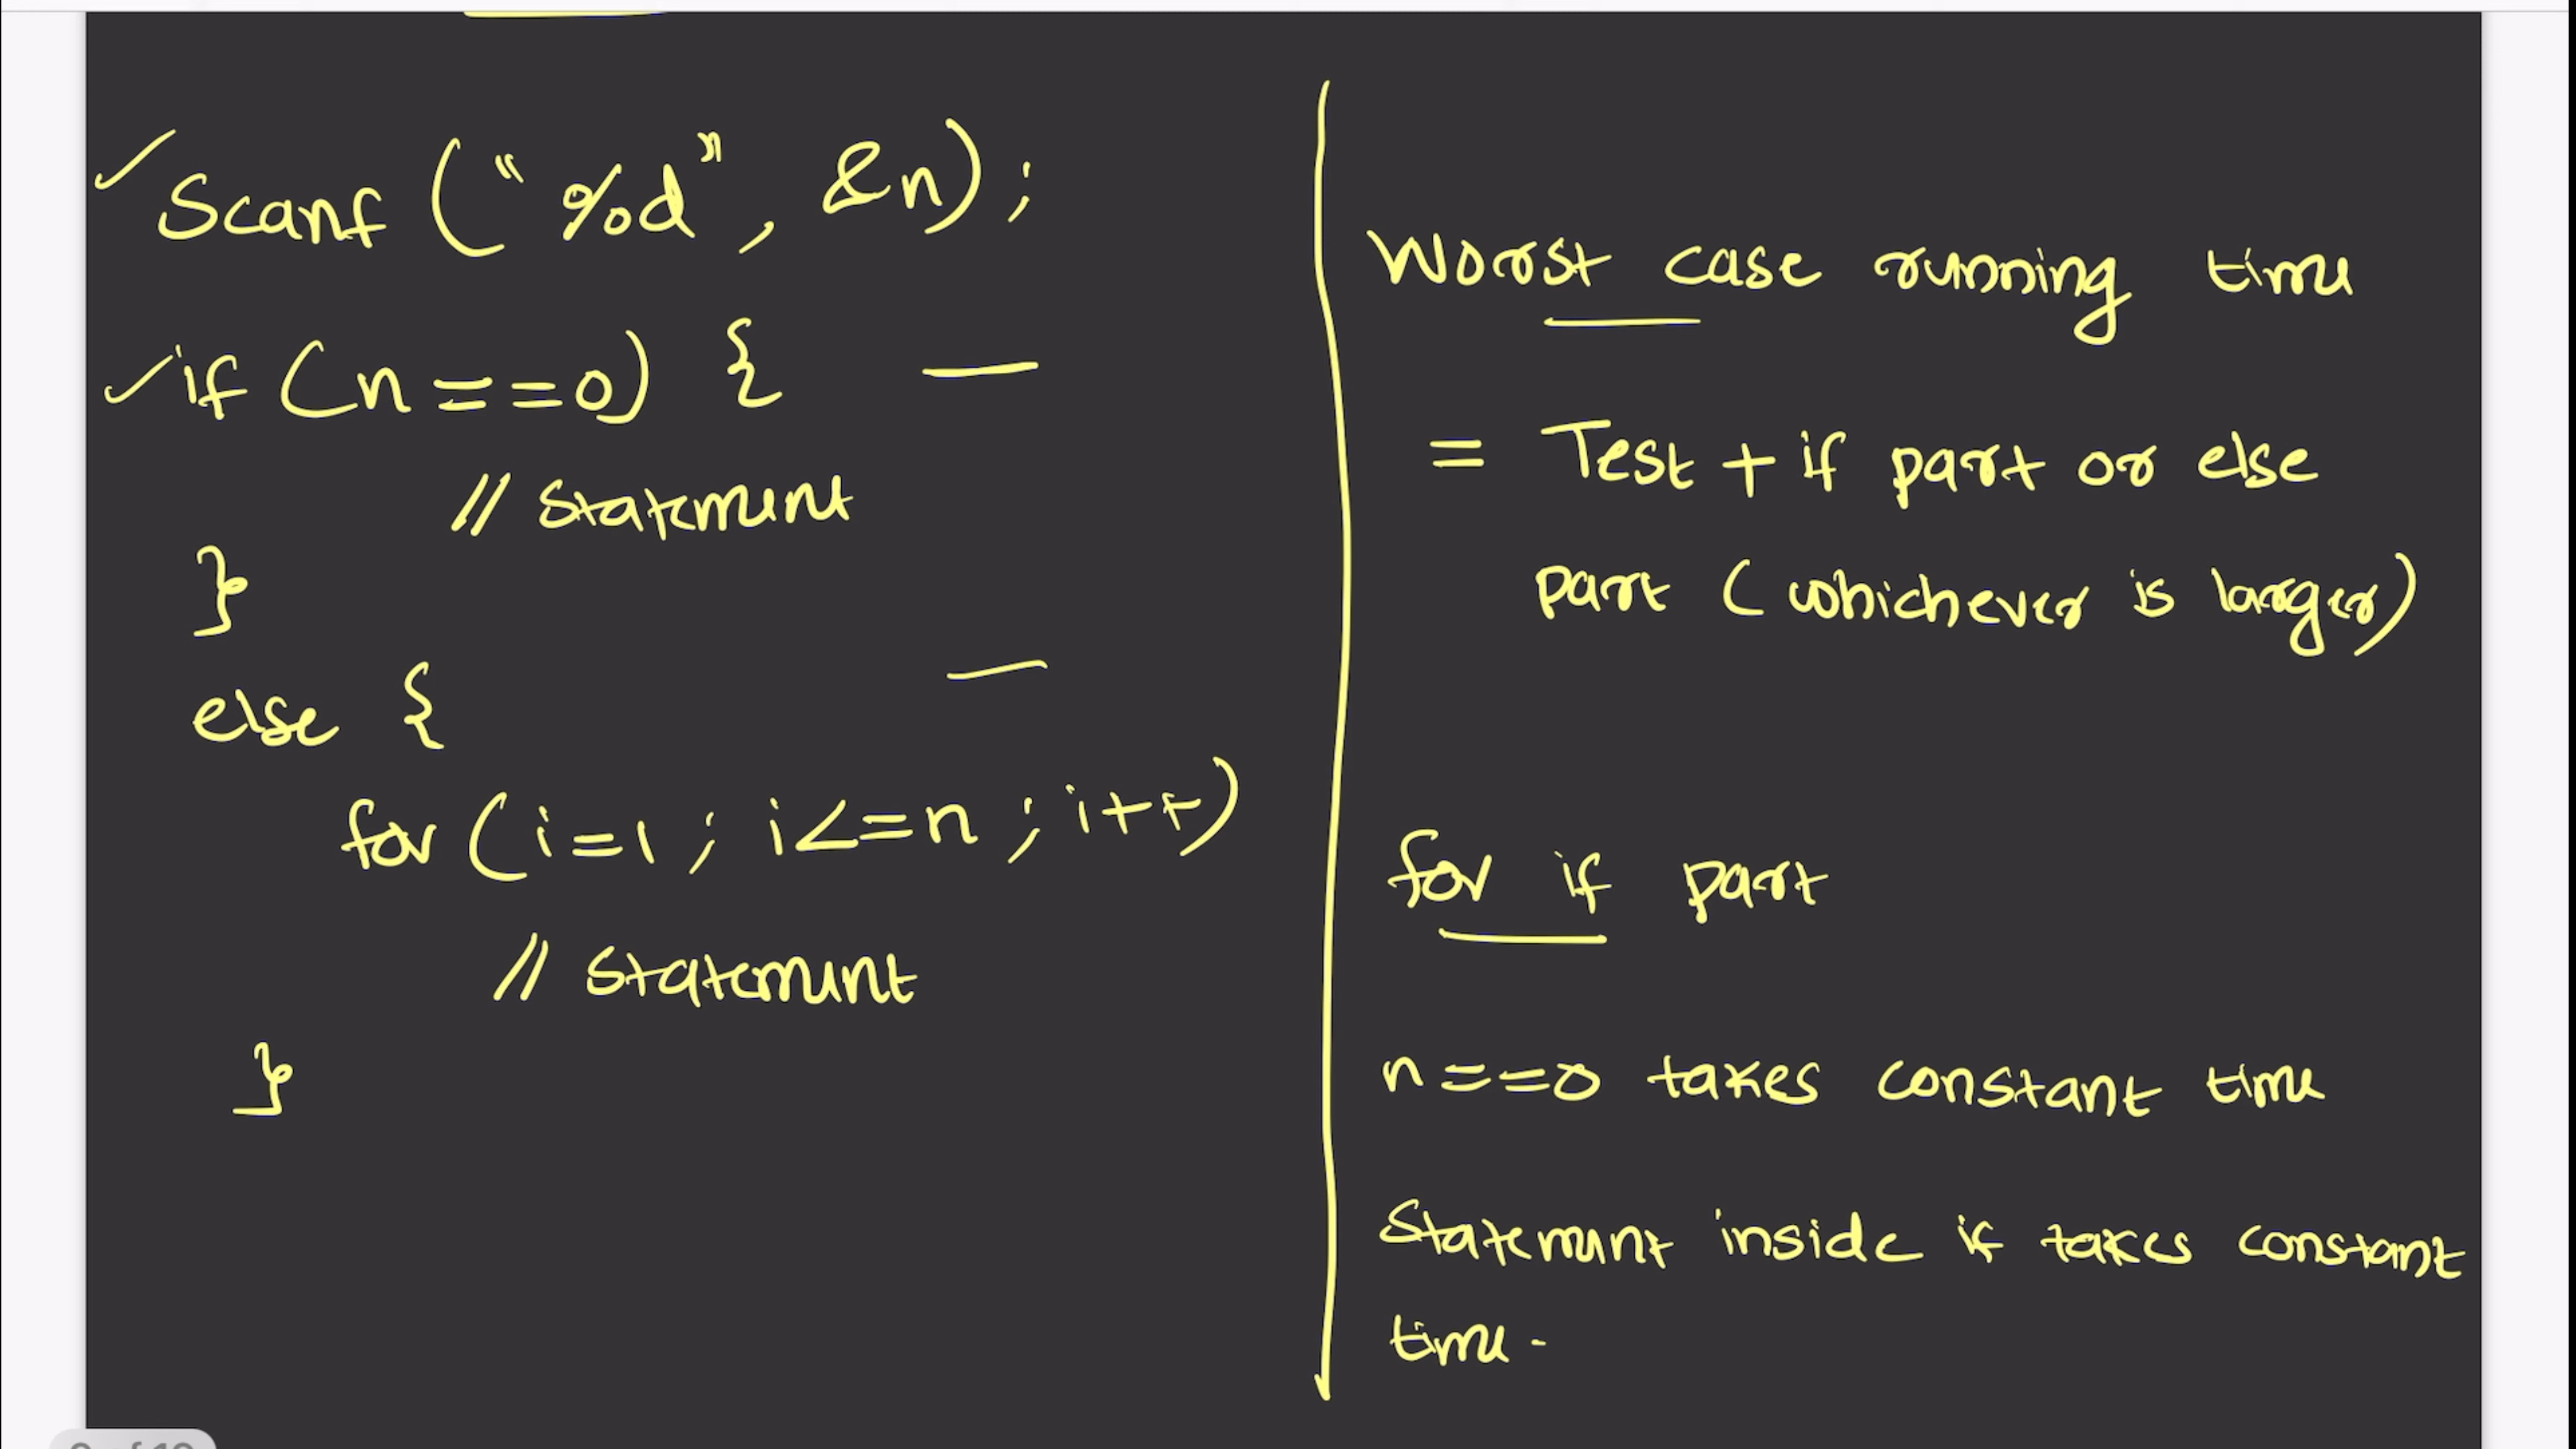 Scanf ("%d", &n);
if (n==0) {
// statement
}
else {
for (i=1; i<=n; i++)
// statement
}
Worst case running time
= Test + if part or else
part (whichever is larger)
for if part
n==0 takes constant time
Statement inside if takes constant
time.